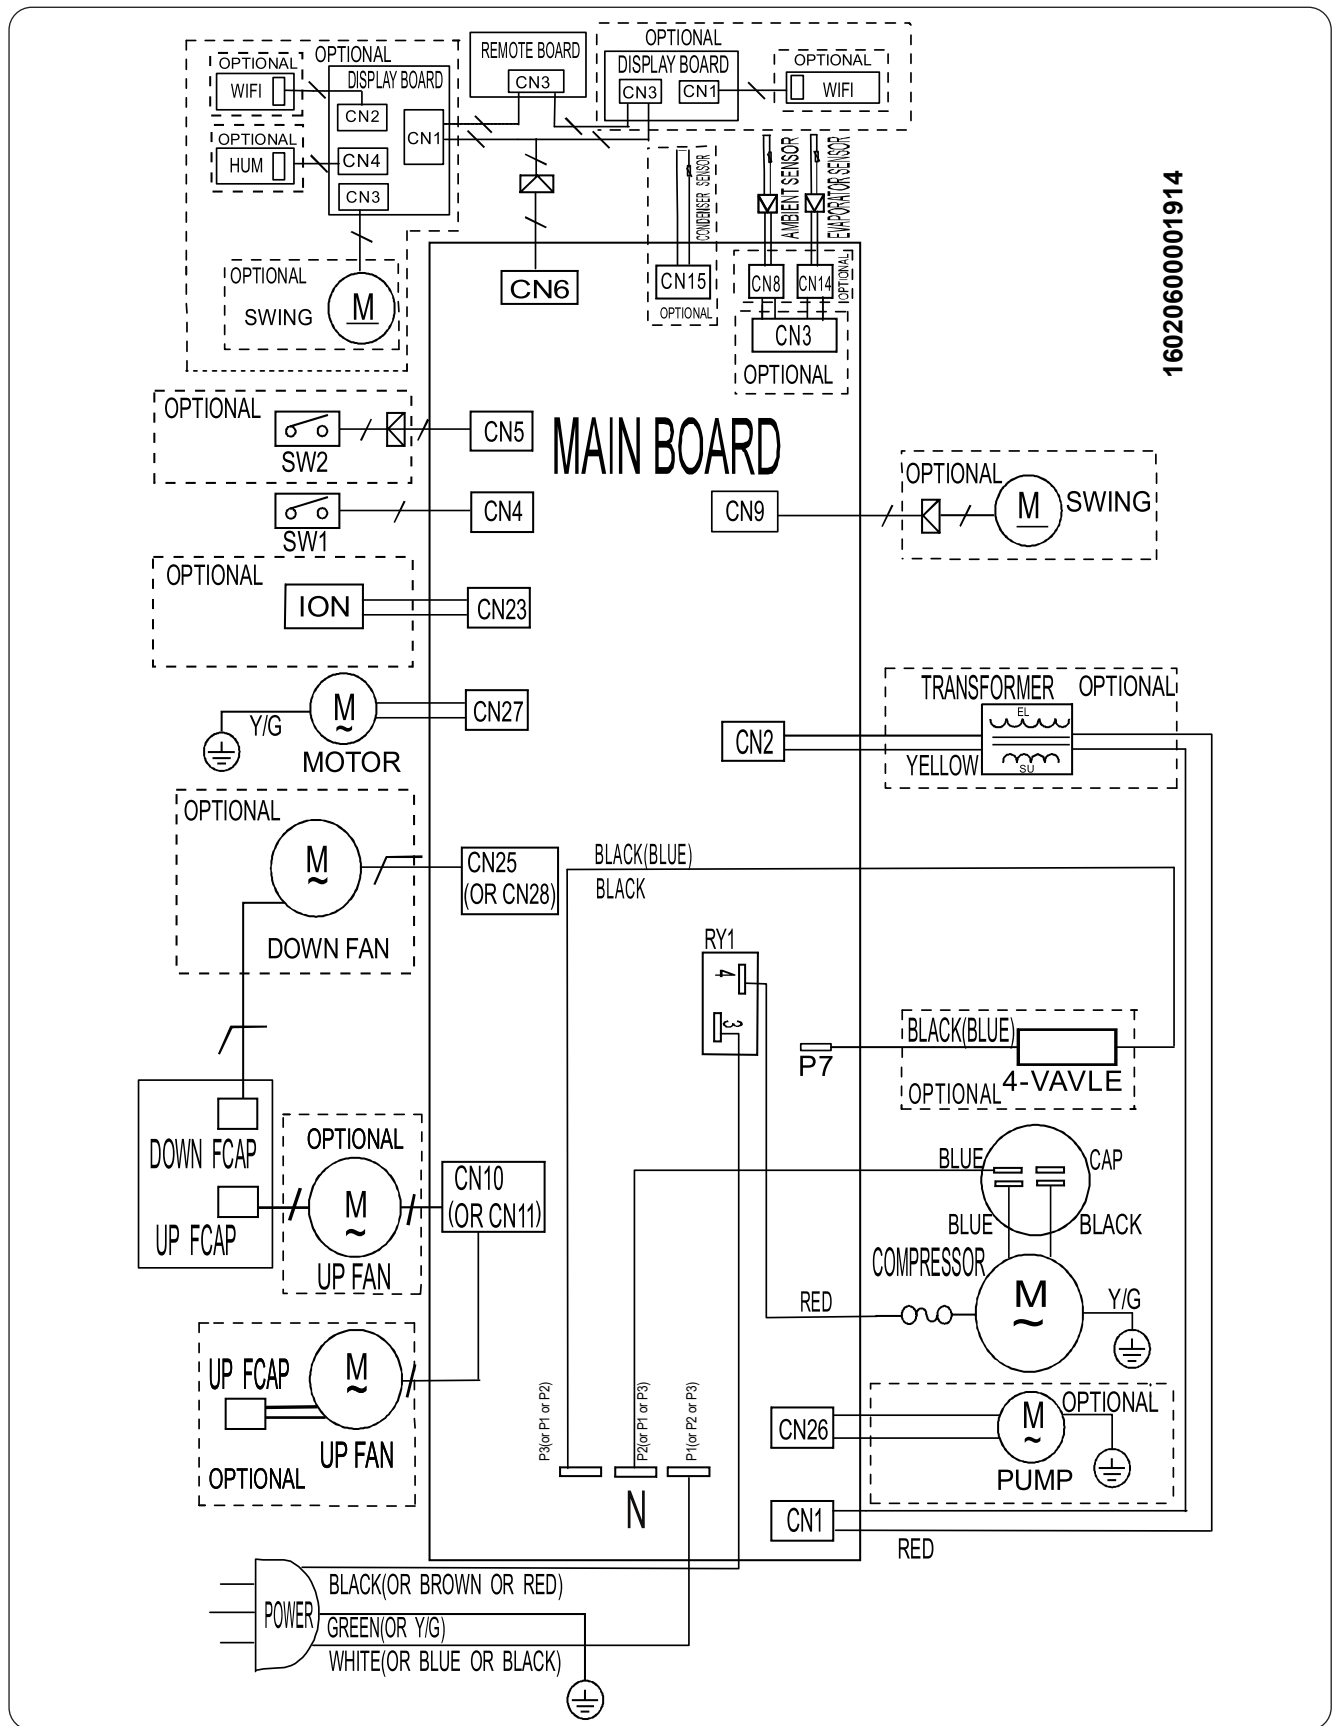 OPTIONAL
OPTIONAL
WIFI
DISPLAY BOARD
CN2
CN1
OPTIONAL
HUM
CN4
CN3
OPTIONAL
SWING
M
REMOTE BOARD
CN3
OPTIONAL
DISPLAY BOARD
CN3
CN1
OPTIONAL
WIFI
CN6
CONDENSER SENSOR
CN15
OPTIONAL
AMBIENT SENSOR
EVAPORATOR SENSOR
CN8
CN14
OPTIONAL
CN3
OPTIONAL
16020600001914
OPTIONAL
SW2
CN5
MAIN BOARD
SW1
CN4
CN9
OPTIONAL
M
SWING
OPTIONAL
ION
CN23
M
~
Y/G
MOTOR
CN27
CN2
TRANSFORMER
OPTIONAL
EL
SU
YELLOW
OPTIONAL
M
~
DOWN FAN
CN25
(OR CN28)
BLACK(BLUE)
BLACK
RY1
4
3
P7
BLACK(BLUE)
4-VAVLE
OPTIONAL
DOWN FCAP
UP FCAP
OPTIONAL
M
~
UP FAN
CN10
(OR CN11)
BLUE
CAP
BLUE
BLACK
COMPRESSOR
M
~
RED
Y/G
UP FCAP
M
~
UP FAN
OPTIONAL
P3(or P1 or P2)
P2(or P1 or P3)
P1(or P2 or P3)
N
CN26
M
~
OPTIONAL
PUMP
CN1
RED
POWER
BLACK(OR BROWN OR RED)
GREEN(OR Y/G)
WHITE(OR BLUE OR BLACK)